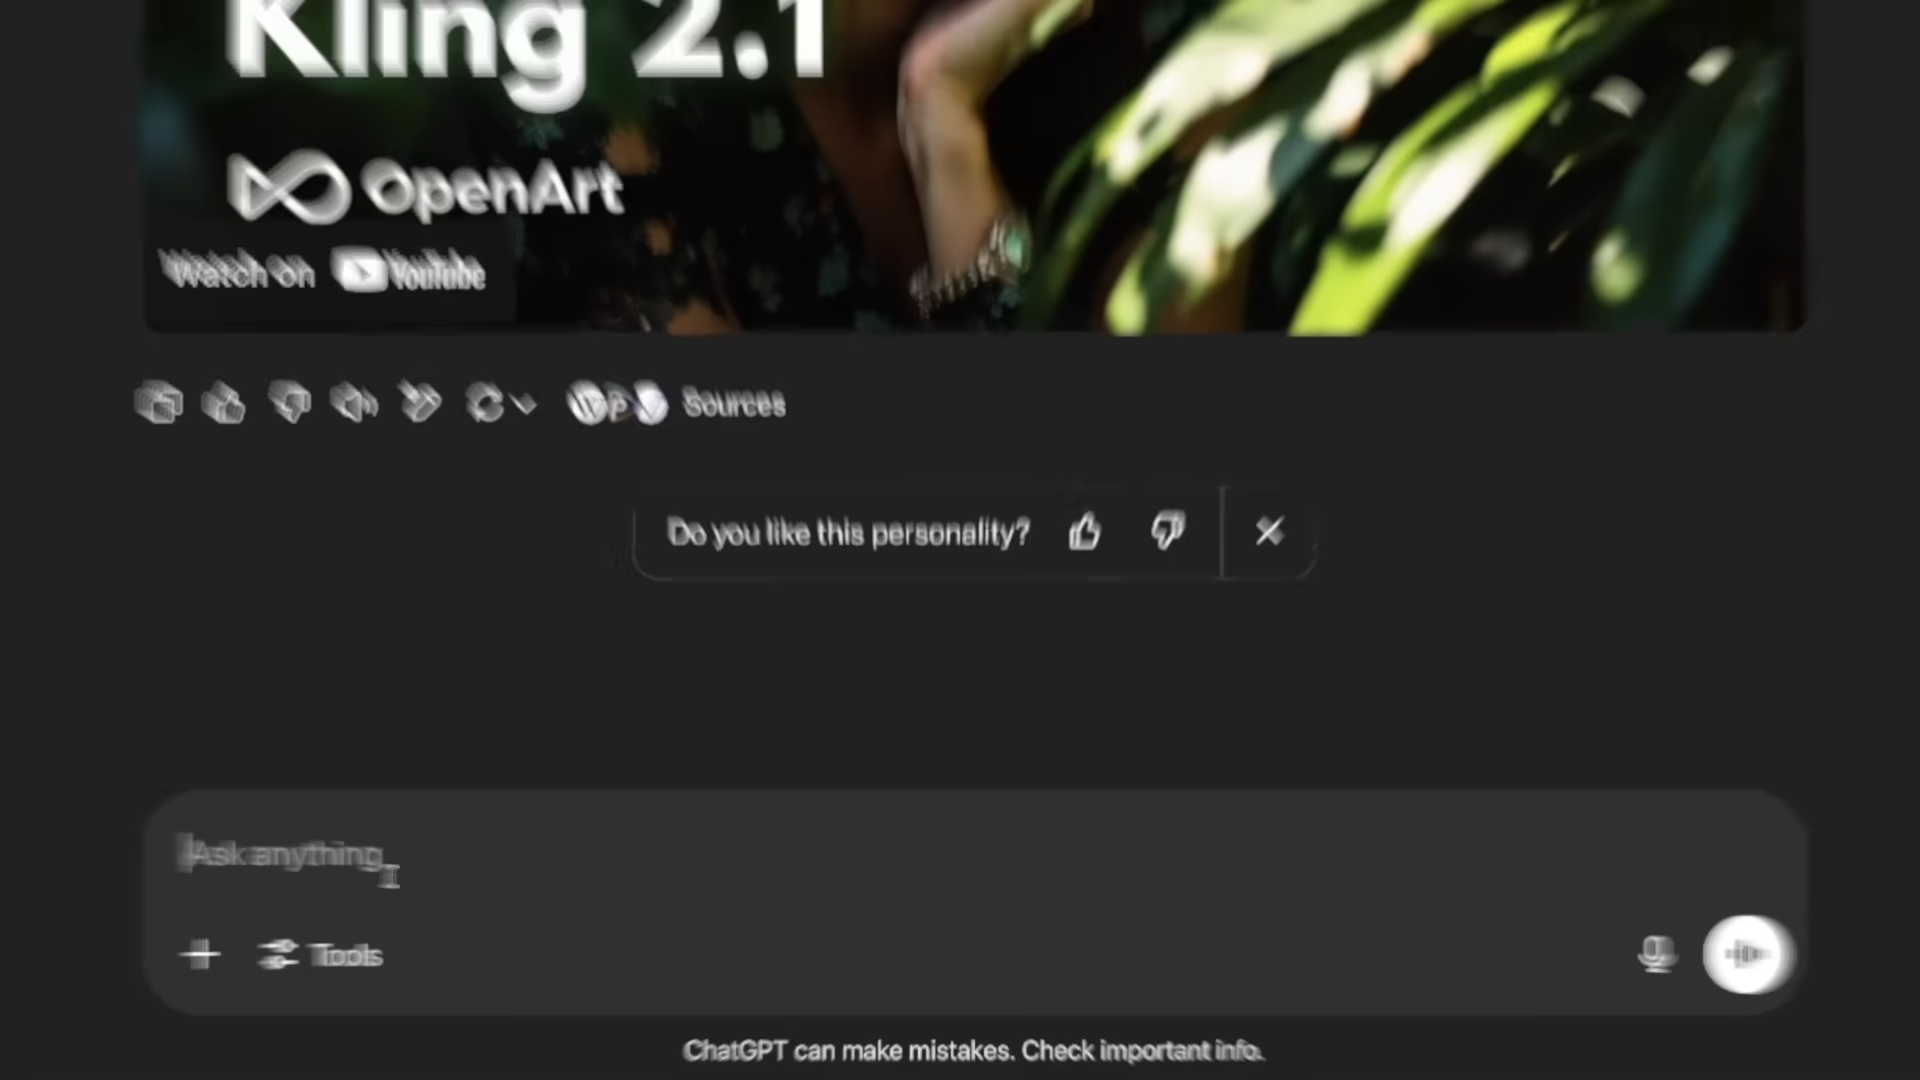 Kling 2.1
OpenArt
Watch on YouTube
Sources
Do you like this personality?
Ask anything
Tools
ChatGPT can make mistakes. Check important info.